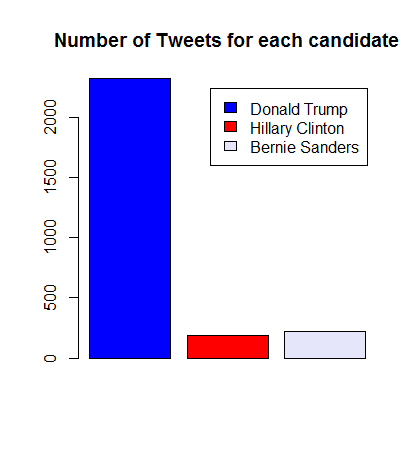 Number of Tweets for each candidate
Donald Trump
Hillary Clinton
Bernie Sanders
2000
1500
1000
500
0